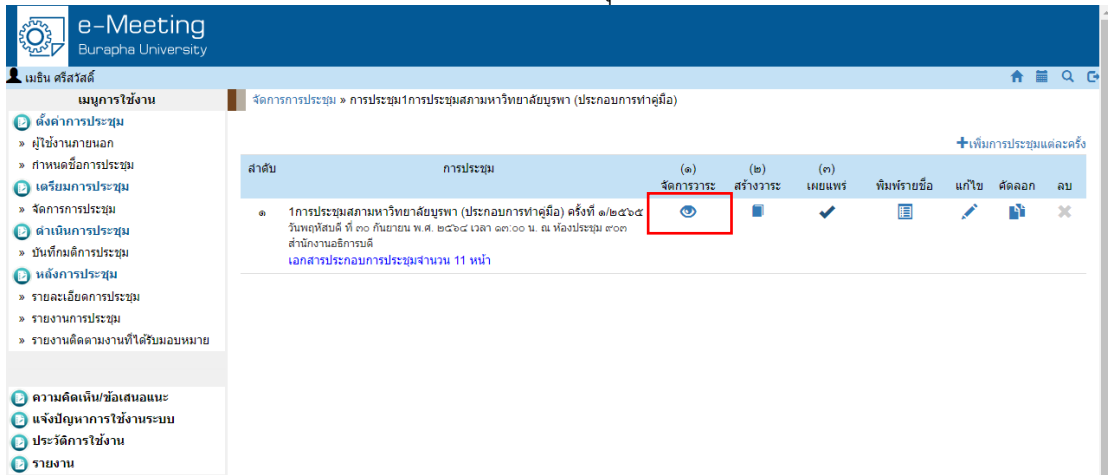 e-Meeting
Burapha University
เมธิน ศรีสวัสดิ์
เมนูการใช้งาน
ตั้งค่าการประชุม
» ผู้ใช้งานภายนอก
» กำหนดชื่อการประชุม
เตรียมการประชุม
» จัดการการประชุม
ดำเนินการประชุม
» บันทึกมติการประชุม
หลังการประชุม
» รายละเอียดการประชุม
» รายงานการประชุม
» รายงานติดตามงานที่ได้รับมอบหมาย
ความคิดเห็น/ข้อเสนอแนะ
แจ้งปัญหาการใช้งานระบบ
ประวัติการใช้งาน
รายงาน
จัดการการประชุม » การประชุม1การประชุมสภามหาวิทยาลัยบูรพา (ประกอบการทำคู่มือ)
เพิ่มการประชุมแต่ละครั้ง
ลำดับ การประชุม (๑) จัดการวาระ (๒) สร้างวาระ (๓) เผยแพร่ พิมพ์รายชื่อ แก้ไข คัดลอก ลบ
๑ 1การประชุมสภามหาวิทยาลัยบูรพา (ประกอบการทำคู่มือ) ครั้งที่ ๑/๒๕๖๕
วันพฤหัสบดี ที่ ๓๐ กันยายน พ.ศ. ๒๕๖๔ เวลา ๑๓:๐๐ น. ณ ห้องประชุม ๙๐๓
สำนักงานอธิการบดี
เอกสารประกอบการประชุมจำนวน 11 หน้า